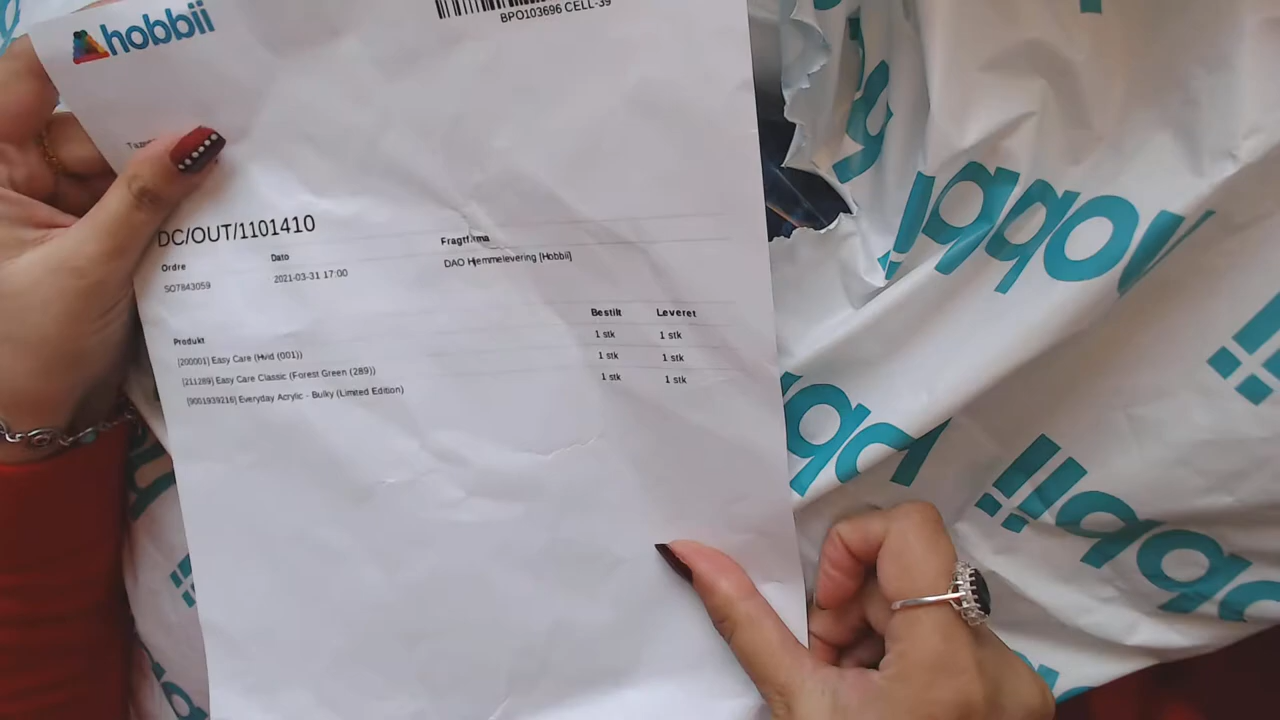 hobbii
BPO103696 CELL-39
DC/OUT/1101410
Ordre Dato Fragtfirma
SO7843059 2021-03-31 17:00 DAO Hjemmelevering [Hobbii]
Produkt Bestilt Leveret
[200001] Easy Care (Hvid (001)) 1 stk 1 stk
[211289] Easy Care Classic (Forest Green (289)) 1 stk 1 stk
[9001939216] Everyday Acrylic - Bulky (Limited Edition) 1 stk 1 stk
hobbii
hobbii